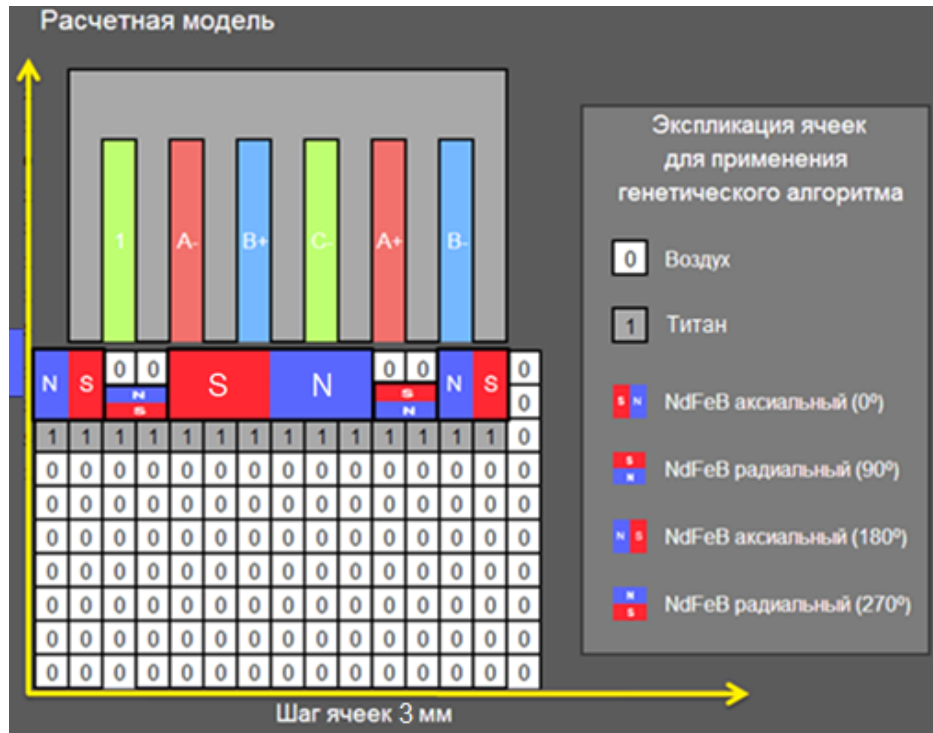 Расчетная модель
1 A- B+ C- A+ B-
0 0 0 0 0
N S S N N S
N S
S N
0
1 1 1 1 1 1 1 1 1 1 1 1 1 1 0
0 0 0 0 0 0 0 0 0 0 0 0 0 0 0
0 0 0 0 0 0 0 0 0 0 0 0 0 0 0
0 0 0 0 0 0 0 0 0 0 0 0 0 0 0
0 0 0 0 0 0 0 0 0 0 0 0 0 0 0
0 0 0 0 0 0 0 0 0 0 0 0 0 0 0
0 0 0 0 0 0 0 0 0 0 0 0 0 0 0
0 0 0 0 0 0 0 0 0 0 0 0 0 0 0
Шаг ячеек 3 мм
Экспликация ячеек
для применения
генетического алгоритма
0 Воздух
1 Титан
S N NdFeB аксиальный (0º)
S
N
NdFeB радиальный (90º)
N S NdFeB аксиальный (180º)
N
S
NdFeB радиальный (270º)